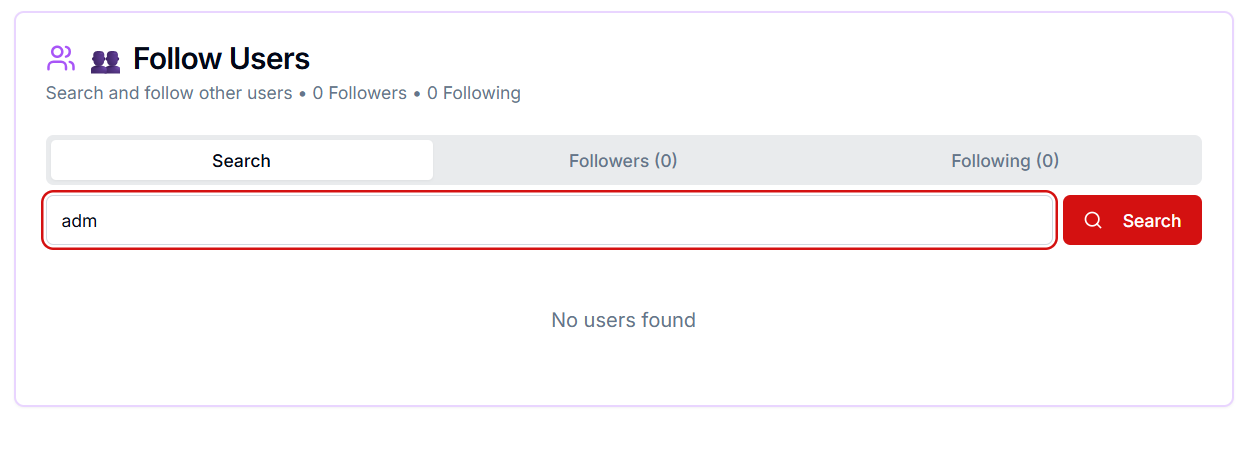 Follow Users
Search and follow other users • 0 Followers • 0 Following
Search Followers (0) Following (0)
adm Search
No users found